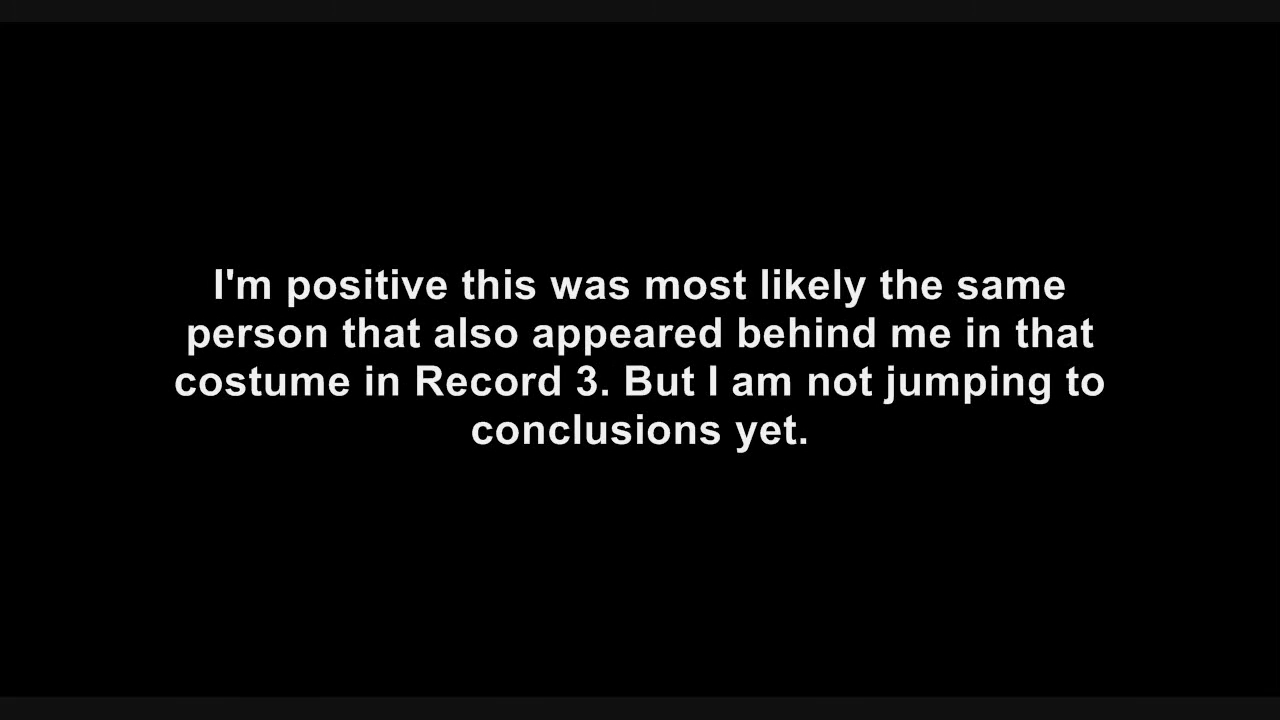 I'm positive this was most likely the same
person that also appeared behind me in that
costume in Record 3. But I am not jumping to
conclusions yet.